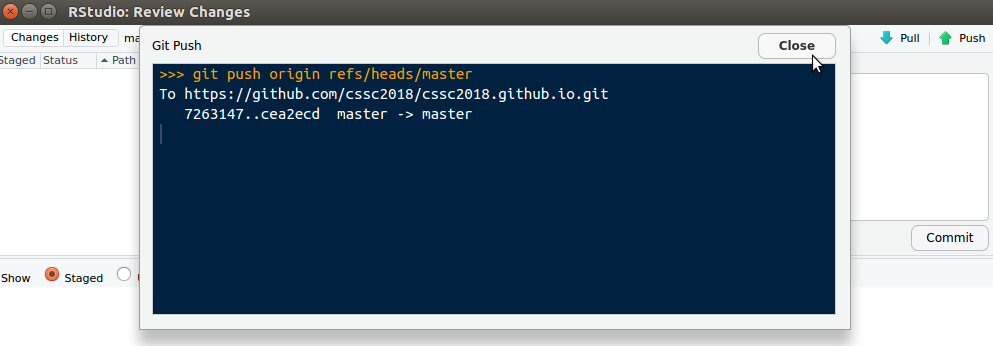 RStudio: Review Changes
Changes History ma Pull Push
Git Push Close
Staged Status Path
>>> git push origin refs/heads/master
To https://github.com/cssc2018/cssc2018.github.io.git
7263147..cea2ecd master -> master
Commit
Show Staged